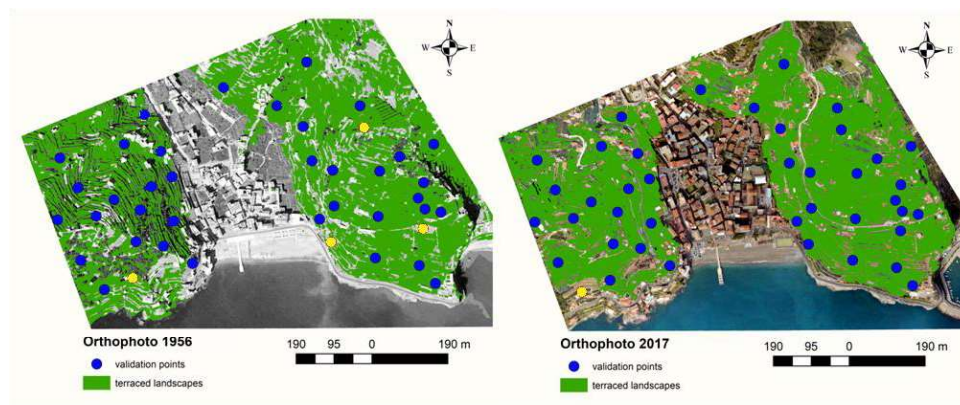 N
W E
S
Orthophoto 1956
190 95 0 190 m
validation points
terraced landscapes
N
W E
S
Orthophoto 2017
190 95 0 190 m
validation points
terraced landscapes